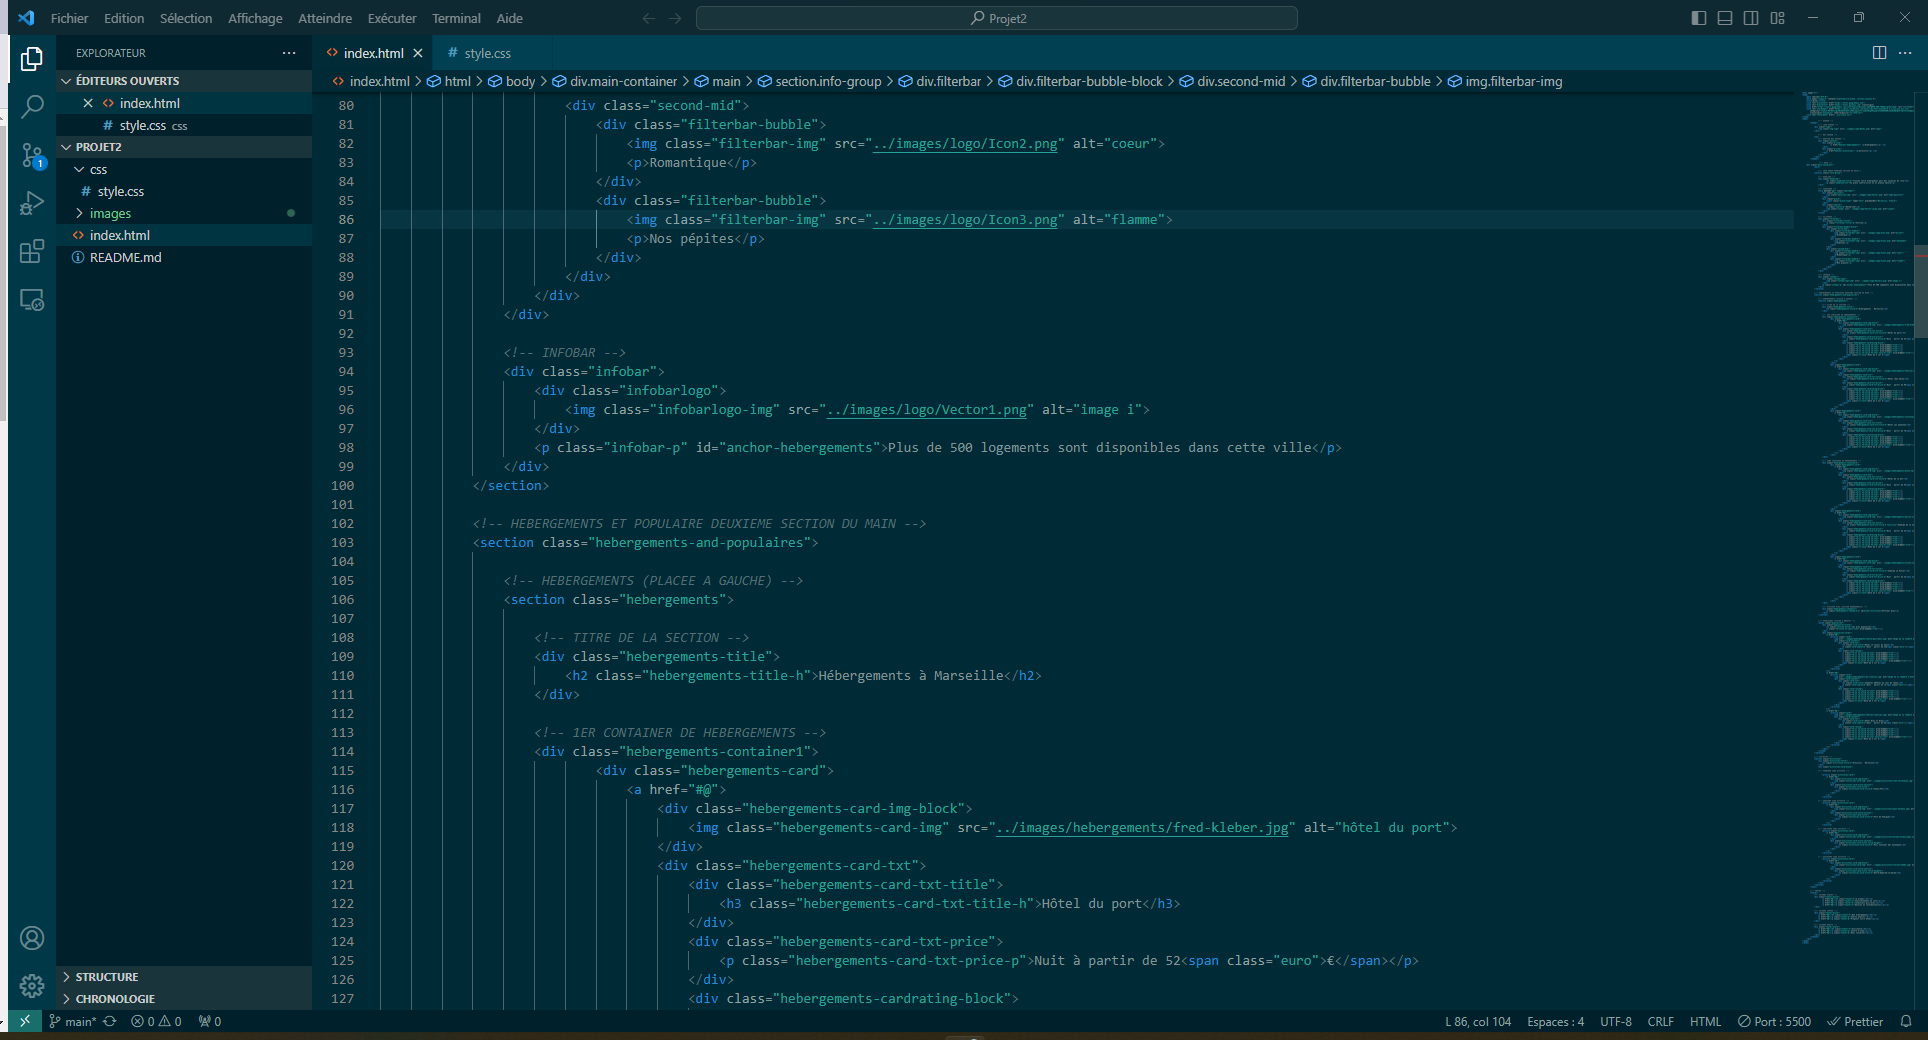 Fichier Edition Sélection Affichage Atteindre Exécuter Terminal Aide
Projet2
EXPLORATEUR
index.html
# style.css
ÉDITEURS OUVERTS
index.html
# style.css css
PROJET2
css
# style.css
images
index.html
README.md
STRUCTURE
CHRONOLOGIE
index.html > html > body > div.main-container > main > section.info-group > div.filterbar > div.filterbar-bubble-block > div.second-mid > div.filterbar-bubble > img.filterbar-img
80 <div class="second-mid">
81 <div class="filterbar-bubble">
82 <img class="filterbar-img" src="../images/logo/Icon2.png" alt="coeur">
83 <p>Romantique</p>
84 </div>
85 <div class="filterbar-bubble">
86 <img class="filterbar-img" src="../images/logo/Icon3.png" alt="flamme">
87 <p>Nos pépites</p>
88 </div>
89 </div>
90 </div>
91 </div>
92
93 <!-- INFOBAR -->
94 <div class="infobar">
95 <div class="infobarlogo">
96 <img class="infobarlogo-img" src="../images/logo/Vector1.png" alt="image i">
97 </div>
98 <p class="infobar-p" id="anchor-hebergements">Plus de 500 logements sont disponibles dans cette ville</p>
99 </div>
100 </section>
101
102 <!-- HEBERGEMENTS ET POPULAIRE DEUXIEME SECTION DU MAIN -->
103 <section class="hebergements-and-populaires">
104
105 <!-- HEBERGEMENTS (PLACEE A GAUCHE) -->
106 <section class="hebergements">
107
108 <!-- TITRE DE LA SECTION -->
109 <div class="hebergements-title">
110 <h2 class="hebergements-title-h">Hébergements à Marseille</h2>
111 </div>
112
113 <!-- 1ER CONTAINER DE HEBERGEMENTS -->
114 <div class="hebergements-container1">
115 <div class="hebergements-card">
116 <a href="#@">
117 <div class="hebergements-card-img-block">
118 <img class="hebergements-card-img" src="../images/hebergements/fred-kleber.jpg" alt="hôtel du port">
119 </div>
120 <div class="hebergements-card-txt">
121 <div class="hebergements-card-txt-title">
122 <h3 class="hebergements-card-txt-title-h">Hôtel du port</h3>
123 </div>
124 <div class="hebergements-card-txt-price">
125 <p class="hebergements-card-txt-price-p">Nuit à partir de 52<span class="euro">€</span></p>
126 </div>
127 <div class="hebergements-cardrating-block">
1
main* 0 0 0
L 86, col 104 Espaces : 4 UTF-8 CRLF HTML Port : 5500 Prettier